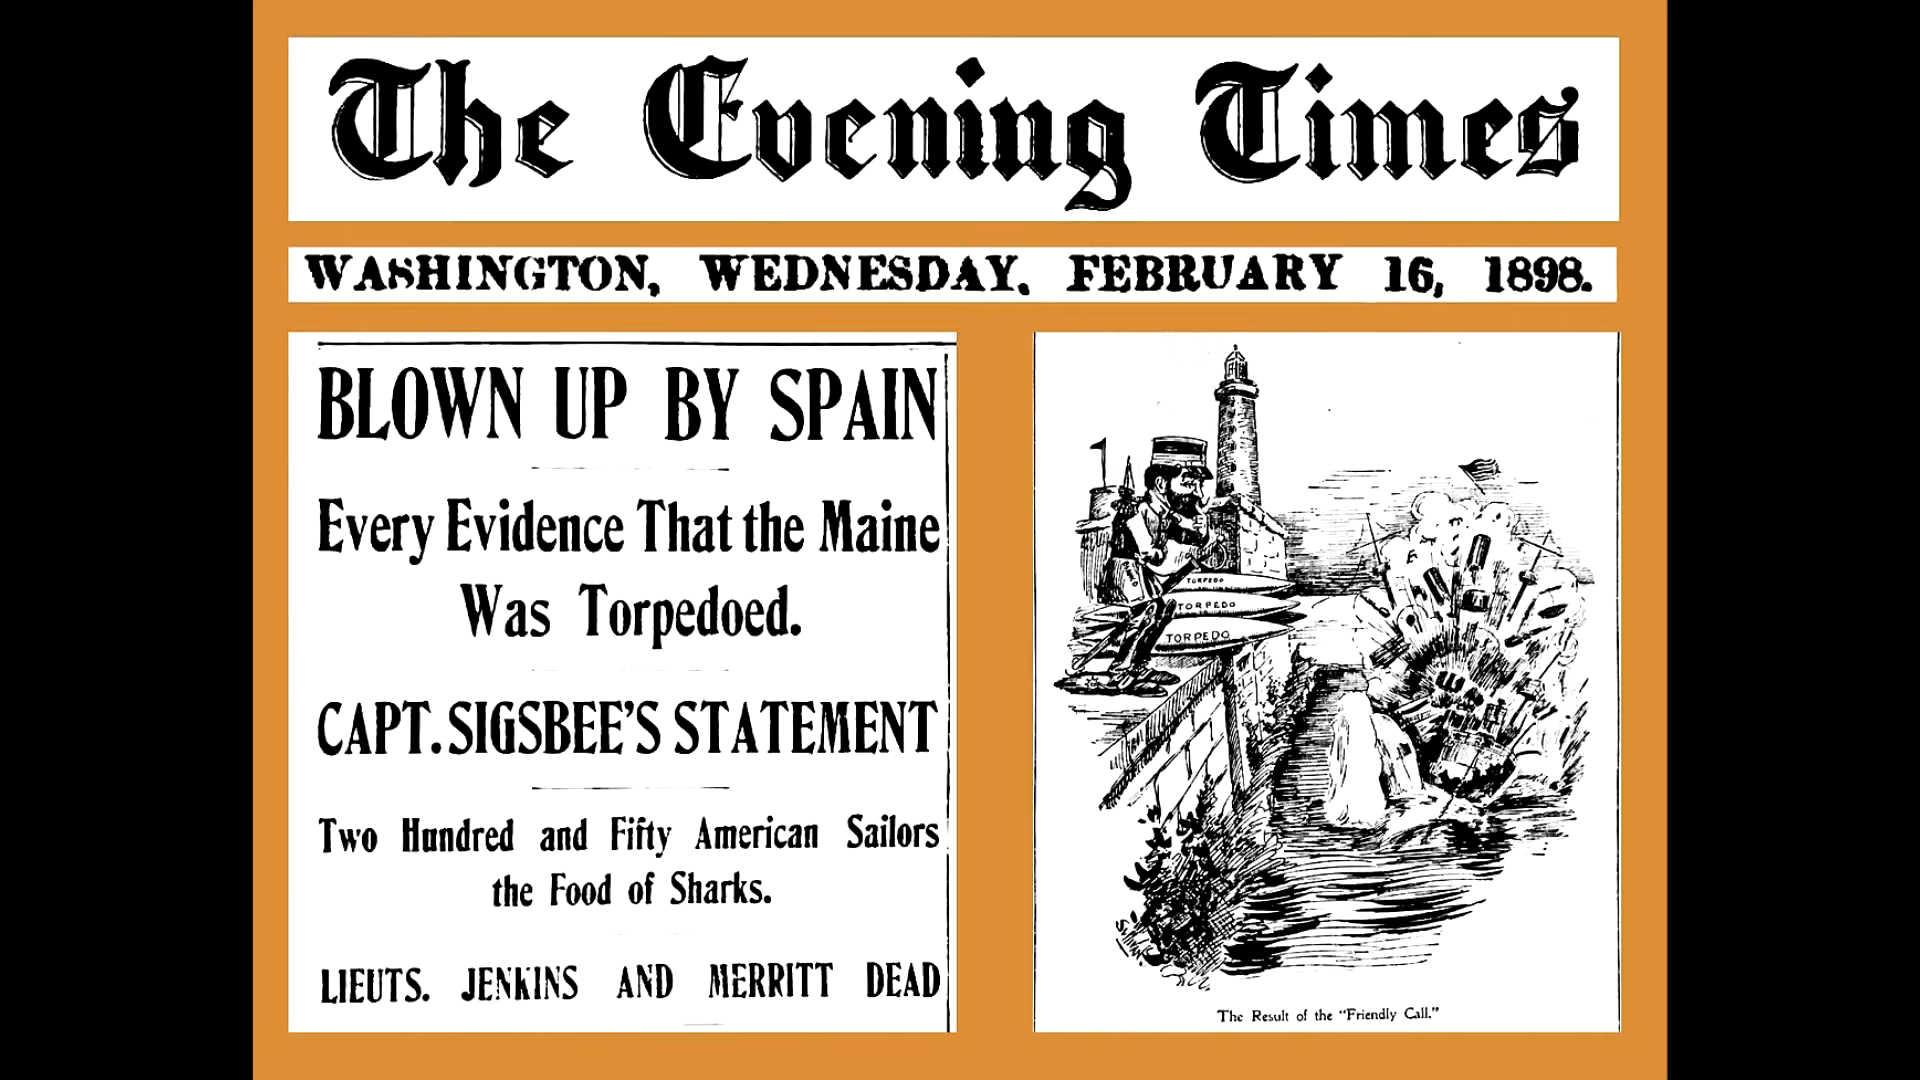 The Evening Times
WASHINGTON, WEDNESDAY, FEBRUARY 16, 1898.
BLOWN UP BY SPAIN
Every Evidence That the Maine
Was Torpedoed.
CAPT. SIGSBEE'S STATEMENT
Two Hundred and Fifty American Sailors
the Food of Sharks.
LIEUTS. JENKINS AND MERRITT DEAD
TORPEDO
TORPEDO
TORPEDO
The Result of the "Friendly Call."